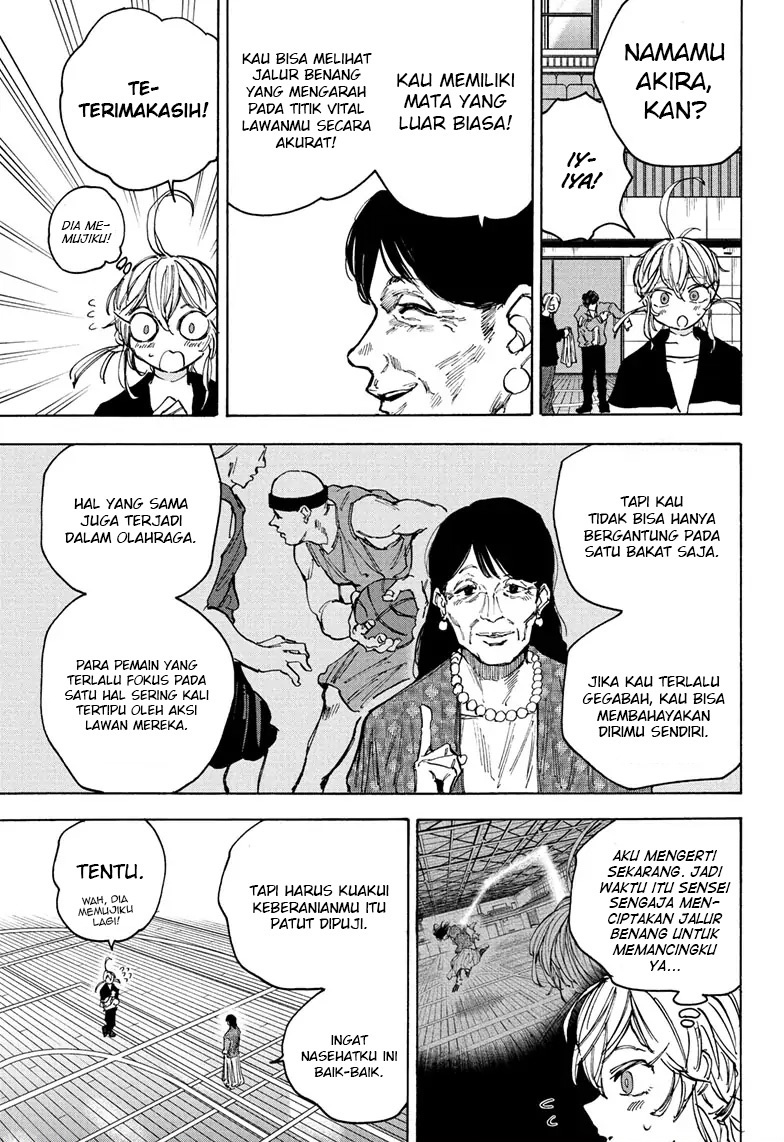 NAMAMU
AKIRA,
KAN?
IY-
IYA!
KAU MEMILIKI
MATA YANG
LUAR BIASA!
KAU BISA MELIHAT
JALUR BENANG
YANG MENGARAH
PADA TITIK VITAL
LAWANMU SECARA
AKURAT!
TE-
TERIMAKASIH!
DIA ME-
MUJIKU!
TAPI KAU
TIDAK BISA HANYA
BERGANTUNG PADA
SATU BAKAT SAJA.
JIKA KAU TERLALU
GEGABAH, KAU BISA
MEMBAHAYAKAN
DIRIMU SENDIRI.
HAL YANG SAMA
JUGA TERJADI
DALAM OLAHRAGA.
PARA PEMAIN YANG
TERLALU FOKUS PADA
SATU HAL SERING KALI
TERTIPU OLEH AKSI
LAWAN MEREKA.
AKU MENGERTI
SEKARANG. JADI
WAKTU ITU SENSEI
SENGAJA MEN-
CIPTAKAN JALUR
BENANG UNTUK
MEMANCINGKU
YA...
TAPI HARUS KUAKUI
KEBERANIANMU ITU
PATUT DIPUJI.
INGAT
NASEHATKU INI
BAIK-BAIK.
TENTU.
WAH, DIA
MEMUJIKU
LAGI!